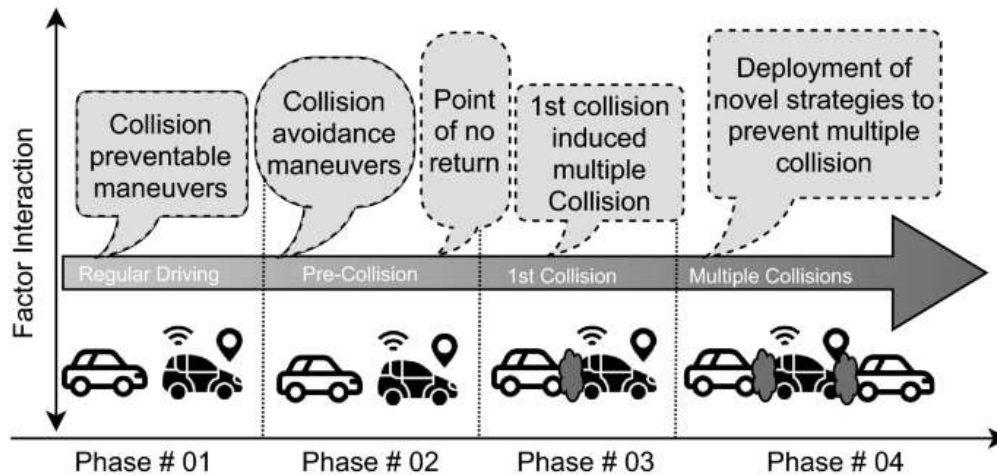 Factor Interaction
Collision
preventable
maneuvers
Collision
avoidance
maneuvers
Point
of no
return
1st collision
induced
multiple
Collision
Deployment of
novel strategies to
prevent multiple
collision
Regular Driving
Pre-Collision
1st Collision
Multiple Collisions
Phase # 01
Phase # 02
Phase # 03
Phase # 04